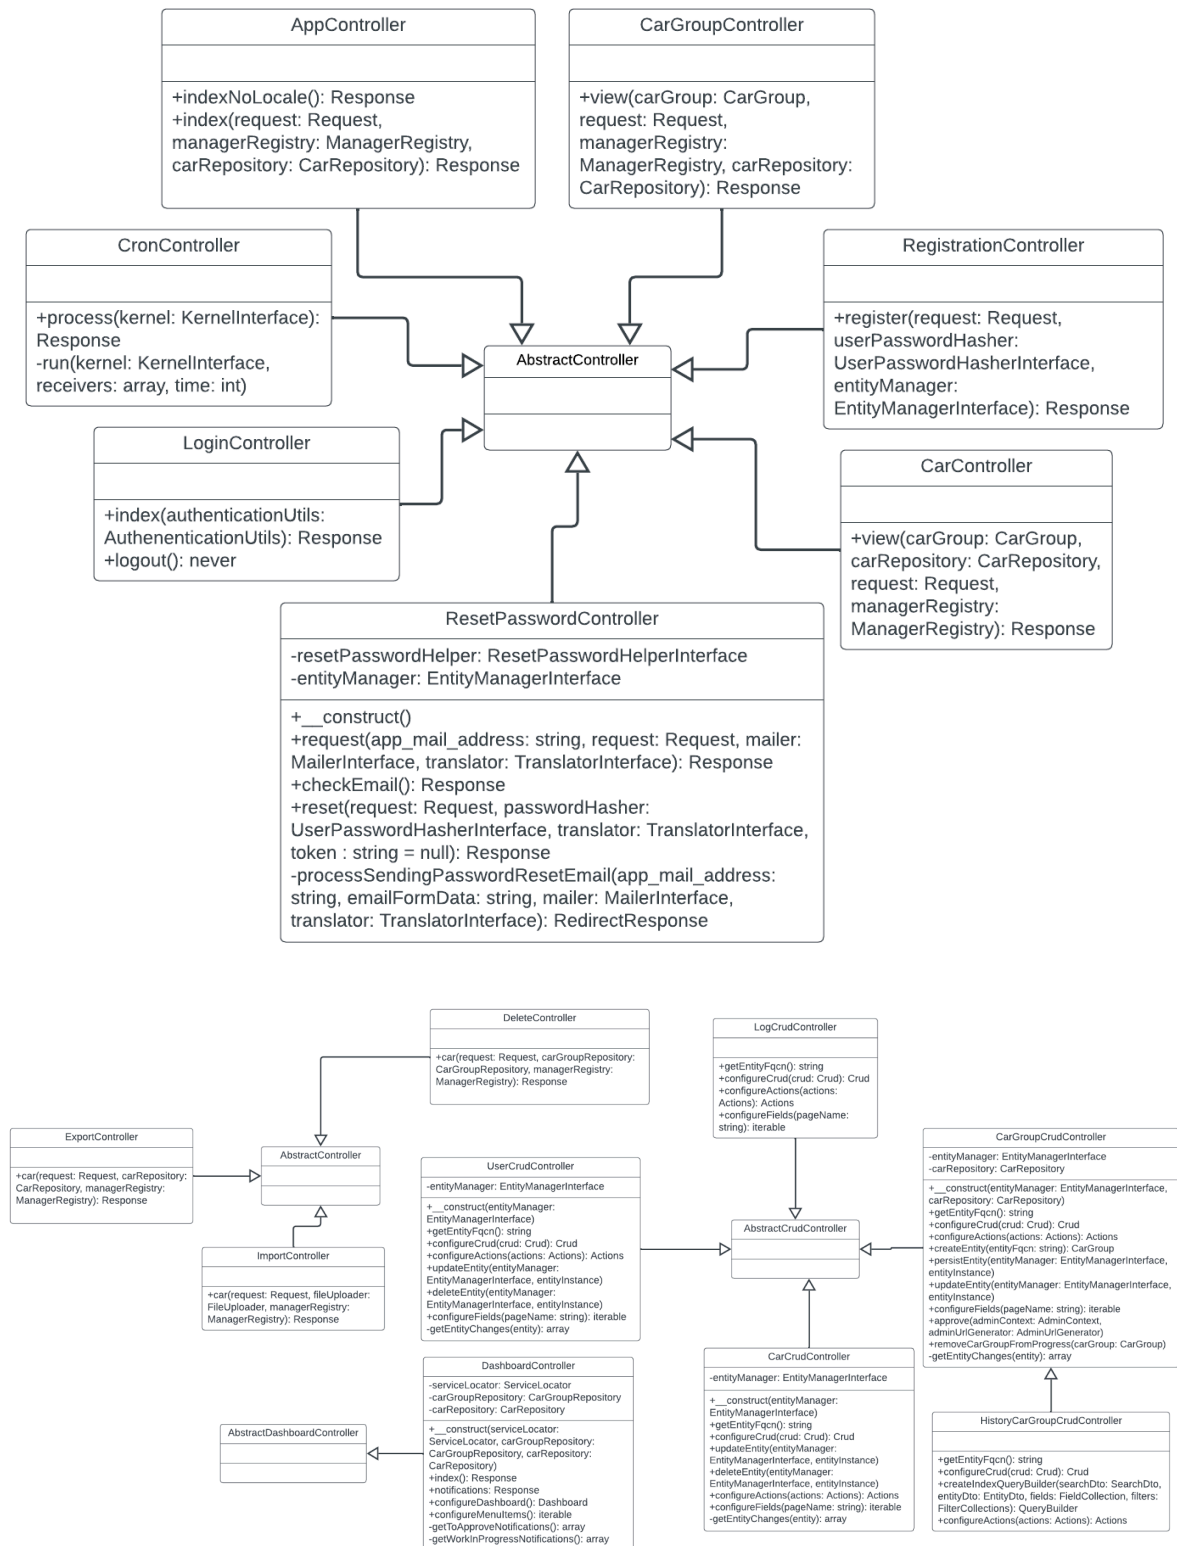 AppController
+indexNoLocale(): Response
+index(request: Request,
managerRegistry: ManagerRegistry,
carRepository: CarRepository): Response
CarGroupController
+view(carGroup: CarGroup,
request: Request,
managerRegistry:
ManagerRegistry, carRepository:
CarRepository): Response
CronController
+process(kernel: KernelInterface):
Response
-run(kernel: KernelInterface,
receivers: array, time: int)
RegistrationController
+register(request: Request,
userPasswordHasher:
UserPasswordHasherInterface,
entityManager:
EntityManagerInterface): Response
AbstractController
LoginController
+index(authenticationUtils:
AuthenenticationUtils): Response
+logout(): never
CarController
+view(carGroup: CarGroup,
carRepository: CarRepository,
request: Request,
managerRegistry:
ManagerRegistry): Response
ResetPasswordController
-resetPasswordHelper: ResetPasswordHelperInterface
-entityManager: EntityManagerInterface
+__construct()
+request(app_mail_address: string, request: Request, mailer:
MailerInterface, translator: TranslatorInterface): Response
+checkEmail(): Response
+reset(request: Request, passwordHasher:
UserPasswordHasherInterface, translator: TranslatorInterface,
token : string = null): Response
-processSendingPasswordResetEmail(app_mail_address:
string, emailFormData: string, mailer: MailerInterface,
translator: TranslatorInterface): RedirectResponse
DeleteController
+car(request: Request, carGroupRepository:
CarGroupRepository, managerRegistry:
ManagerRegistry): Response
LogCrudController
+getEntityFqcn(): string
+configureCrud(crud: Crud): Crud
+configureActions(actions:
Actions): Actions
+configureFields(pageName:
string): iterable
ExportController
+car(request: Request, carRepository:
CarRepository, managerRegistry:
ManagerRegistry): Response
AbstractController
ImportController
+car(request: Request, fileUploader:
FileUploader, managerRegistry:
ManagerRegistry): Response
UserCrudController
-entityManager: EntityManagerInterface
+__construct(entityManager:
EntityManagerInterface)
+getEntityFqcn(): string
+configureCrud(crud: Crud): Crud
+configureActions(actions: Actions): Actions
+updateEntity(entityManager:
EntityManagerInterface, entityInstance)
+deleteEntity(entityManager:
EntityManagerInterface, entityInstance)
+configureFields(pageName: string): iterable
-getEntityChanges(entity): array
AbstractCrudController
CarGroupCrudController
-entityManager: EntityManagerInterface
-carRepository: CarRepository
+__construct(entityManager: EntityManagerInterface,
carRepository: CarRepository)
+getEntityFqcn(): string
+configureCrud(crud: Crud): Crud
+configureActions(actions: Actions): Actions
+createEntity(entityFqcn: string): CarGroup
+persistEntity(entityManager: EntityManagerInterface,
entityInstance)
+updateEntity(entityManager: EntityManagerInterface,
entityInstance)
+configureFields(pageName: string): iterable
+approve(adminContext: AdminContext,
adminUrlGenerator: AdminUrlGenerator)
+removeCarGroupFromProgress(carGroup: CarGroup)
-getEntityChanges(entity): array
DashboardController
-serviceLocator: ServiceLocator
-carGroupRepository: CarGroupRepository
-carRepository: CarRepository
+__construct(serviceLocator:
ServiceLocator, carGroupRepository:
CarGroupRepository, carRepository:
CarRepository)
+index(): Response
+notifications: Response
+configureDashboard(): Dashboard
+configureMenuItems(): iterable
-getToApproveNotifications(): array
-getWorkInProgressNotifications(): array
AbstractDashboardController
CarCrudController
-entityManager: EntityManagerInterface
+__construct(entityManager:
EntityManagerInterface)
+getEntityFqcn(): string
+configureCrud(crud: Crud): Crud
+updateEntity(entityManager:
EntityManagerInterface, entityInstance)
+deleteEntity(entityManager:
EntityManagerInterface, entityInstance)
+configureActions(actions: Actions): Actions
+configureFields(pageName: string): iterable
-getEntityChanges(entity): array
HistoryCarGroupCrudController
+getEntityFqcn(): string
+configureCrud(crud: Crud): Crud
+createIndexQueryBuilder(searchDto: SearchDto,
entityDto: EntityDto, fields: FieldCollection, filters:
FilterCollections): QueryBuilder
+configureActions(actions: Actions): Actions